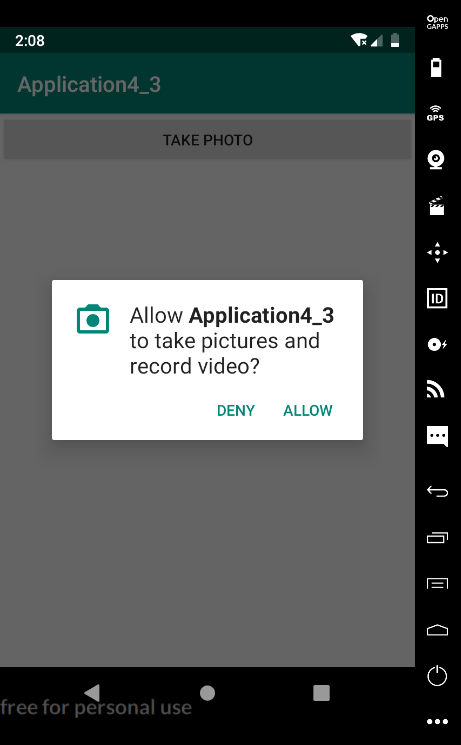 2:08
Open
GAPPS
Application4_3
GPS
TAKE PHOTO
Allow Application4_3
to take pictures and
record video?
DENY
ALLOW
ID
free for personal use